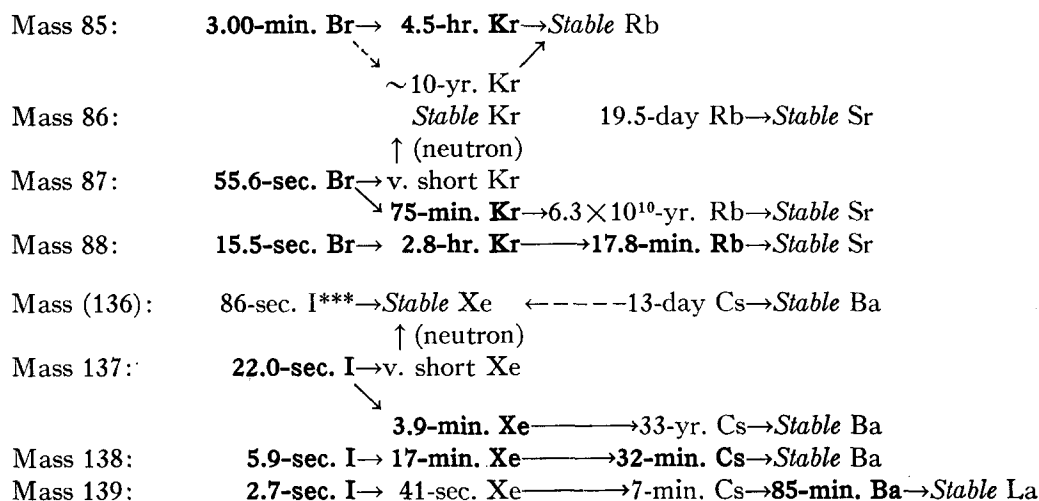 Mass 85: 3.00-min. Br→ 4.5-hr. Kr→Stable Rb
∼10-yr. Kr
Mass 86: Stable Kr 19.5-day Rb→Stable Sr
↑ (neutron)
Mass 87: 55.6-sec. Br→v. short Kr
75-min. Kr→6.3×10¹⁰-yr. Rb→Stable Sr
Mass 88: 15.5-sec. Br→ 2.8-hr. Kr→17.8-min. Rb→Stable Sr
Mass (136): 86-sec. I***→Stable Xe ←-----13-day Cs→Stable Ba
↑ (neutron)
Mass 137: 22.0-sec. I→v. short Xe
3.9-min. Xe→33-yr. Cs→Stable Ba
Mass 138: 5.9-sec. I→ 17-min. Xe→32-min. Cs→Stable Ba
Mass 139: 2.7-sec. I→ 41-sec. Xe→7-min. Cs→85-min. Ba→Stable La